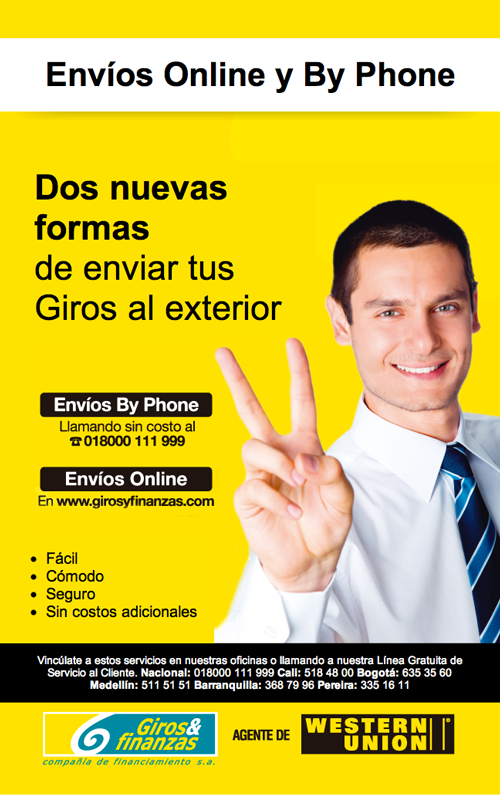 Envíos Online y By Phone
Dos nuevas
formas
de enviar tus
Giros al exterior
Envíos By Phone
Llamando sin costo al
☎018000 111 999
Envíos Online
En www.girosyfinanzas.com
• Fácil
• Cómodo
• Seguro
• Sin costos adicionales
Vincúlate a estos servicios en nuestras oficinas o llamando a nuestra Línea Gratuita de
Servicio al Cliente. Nacional: 018000 111 999 Cali: 518 48 00 Bogotá: 635 35 60
Medellín: 511 51 51 Barranquilla: 368 79 96 Pereira: 335 16 11
Giros&
finanzas
compañía de financiamiento s.a.
AGENTE DE
WESTERN
UNION